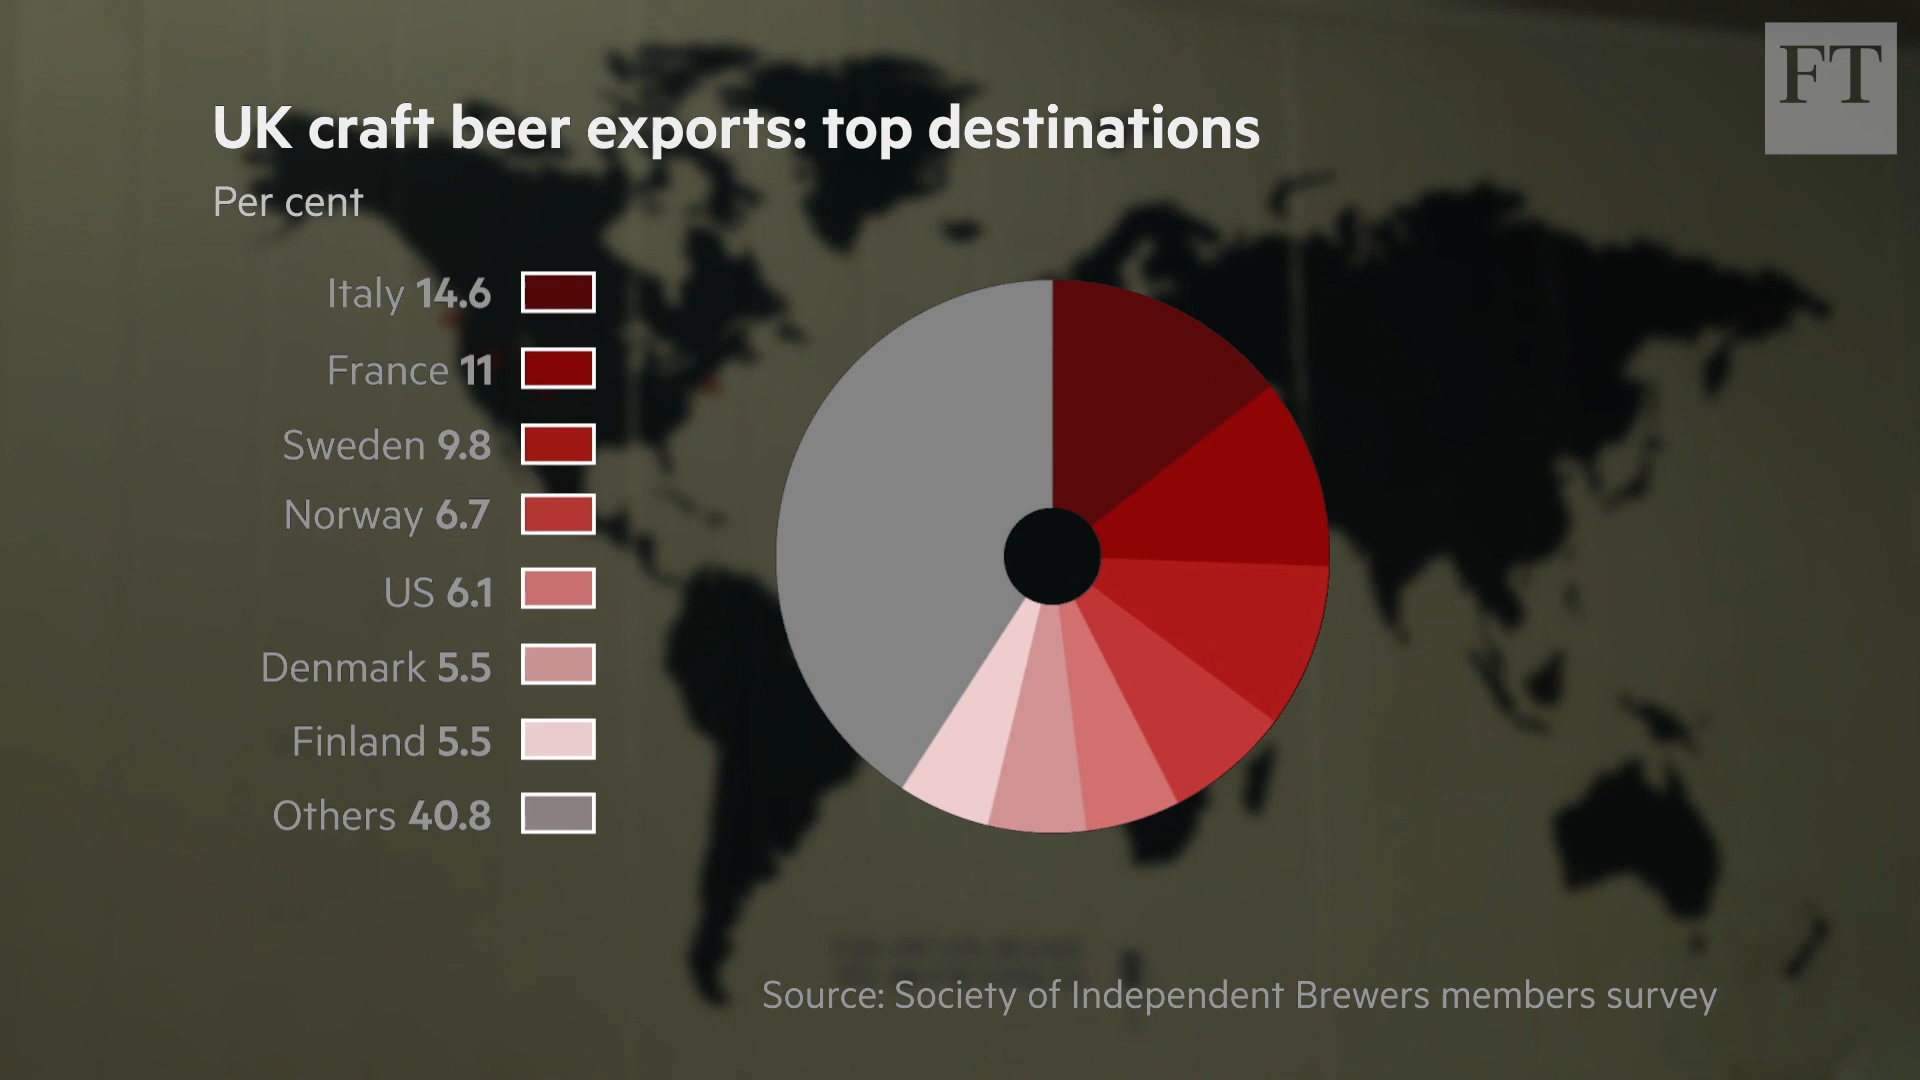 FT
UK craft beer exports: top destinations
Per cent
Italy 14.6
France 11
Sweden 9.8
Norway 6.7
US 6.1
Denmark 5.5
Finland 5.5
Others 40.8
Source: Society of Independent Brewers members survey